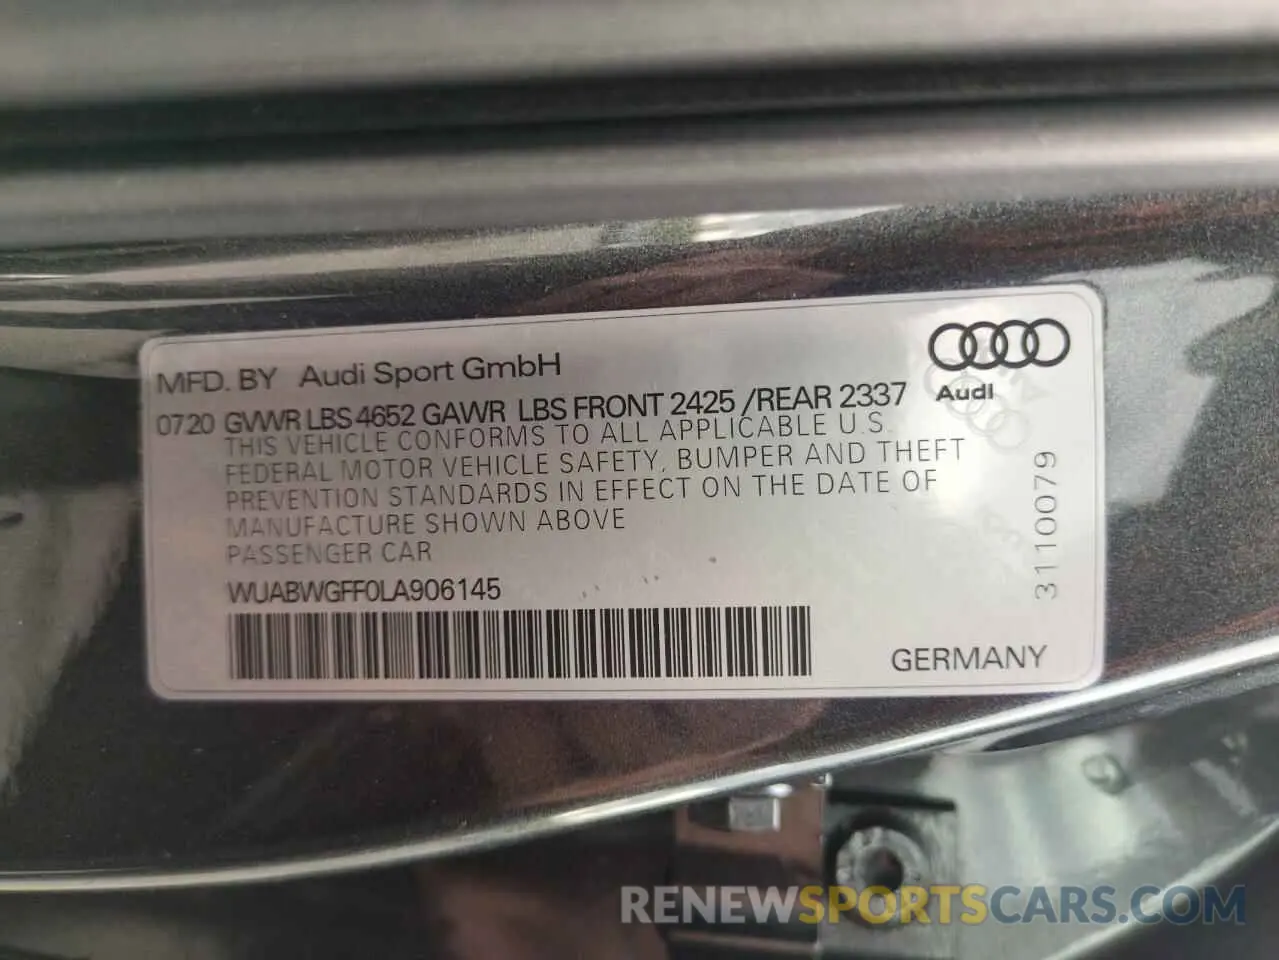 MFD. BY Audi Sport GmbH
Audi
0720 GVWR LBS 4652 GAWR LBS FRONT 2425 /REAR 2337
THIS VEHICLE CONFORMS TO ALL APPLICABLE U.S.
FEDERAL MOTOR VEHICLE SAFETY, BUMPER AND THEFT
PREVENTION STANDARDS IN EFFECT ON THE DATE OF
MANUFACTURE SHOWN ABOVE
PASSENGER CAR
WUABWGFF0LA906145
3110079
GERMANY
RENEWSPORTSCARS.COM